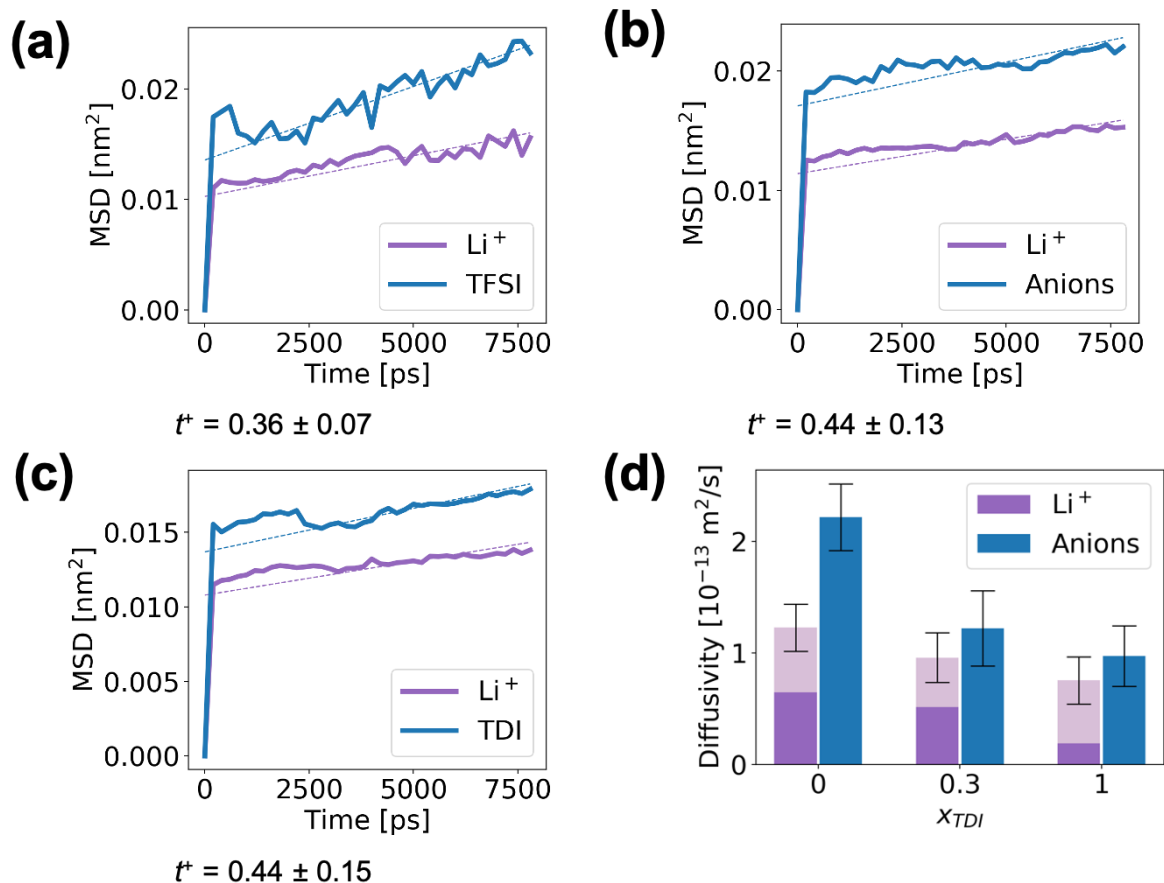 (a)
MSD [nm²]
0.02
0.01
0.00
Li⁺
TFSI
0 2500 5000 7500
Time [ps]
t⁺ = 0.36 ± 0.07
(b)
MSD [nm²]
0.02
0.01
0.00
Li⁺
Anions
0 2500 5000 7500
Time [ps]
t⁺ = 0.44 ± 0.13
(c)
MSD [nm²]
0.015
0.010
0.005
0.000
Li⁺
TDI
0 2500 5000 7500
Time [ps]
t⁺ = 0.44 ± 0.15
(d)
Diffusivity [10⁻¹³ m²/s]
2
1
0
Li⁺
Anions
0 0.3 1
x_TDI